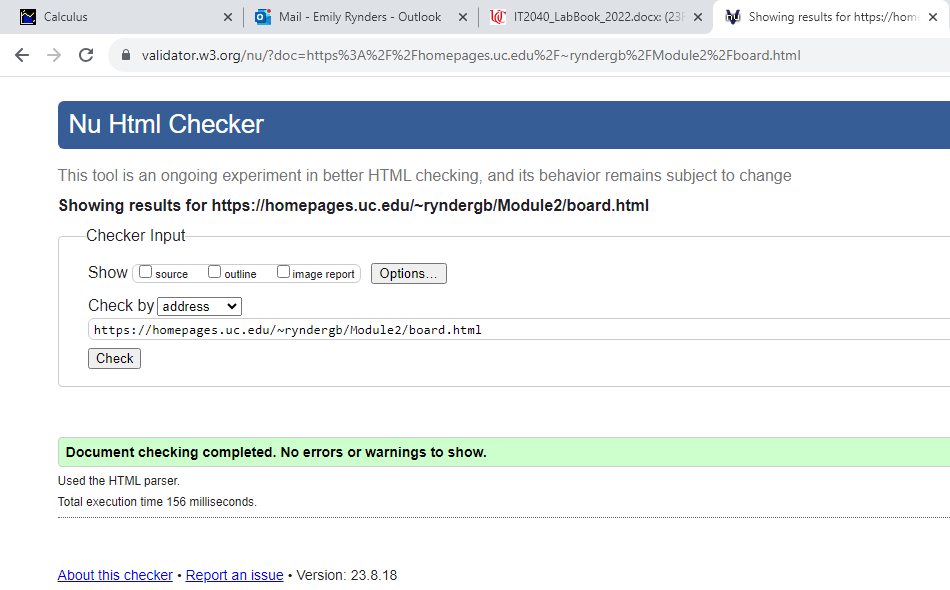 Calculus
Mail - Emily Rynders - Outlook
IT2040_LabBook_2022.docx: (23F
Showing results for https://home
validator.w3.org/nu/?doc=https%3A%2F%2Fhomepages.uc.edu%2F~ryndergb%2FModule2%2Fboard.html
Nu Html Checker
This tool is an ongoing experiment in better HTML checking, and its behavior remains subject to change
Showing results for https://homepages.uc.edu/~ryndergb/Module2/board.html
Checker Input
Show source outline image report Options...
Check by address
https://homepages.uc.edu/~ryndergb/Module2/board.html
Check
Document checking completed. No errors or warnings to show.
Used the HTML parser.
Total execution time 156 milliseconds.
About this checker • Report an issue • Version: 23.8.18